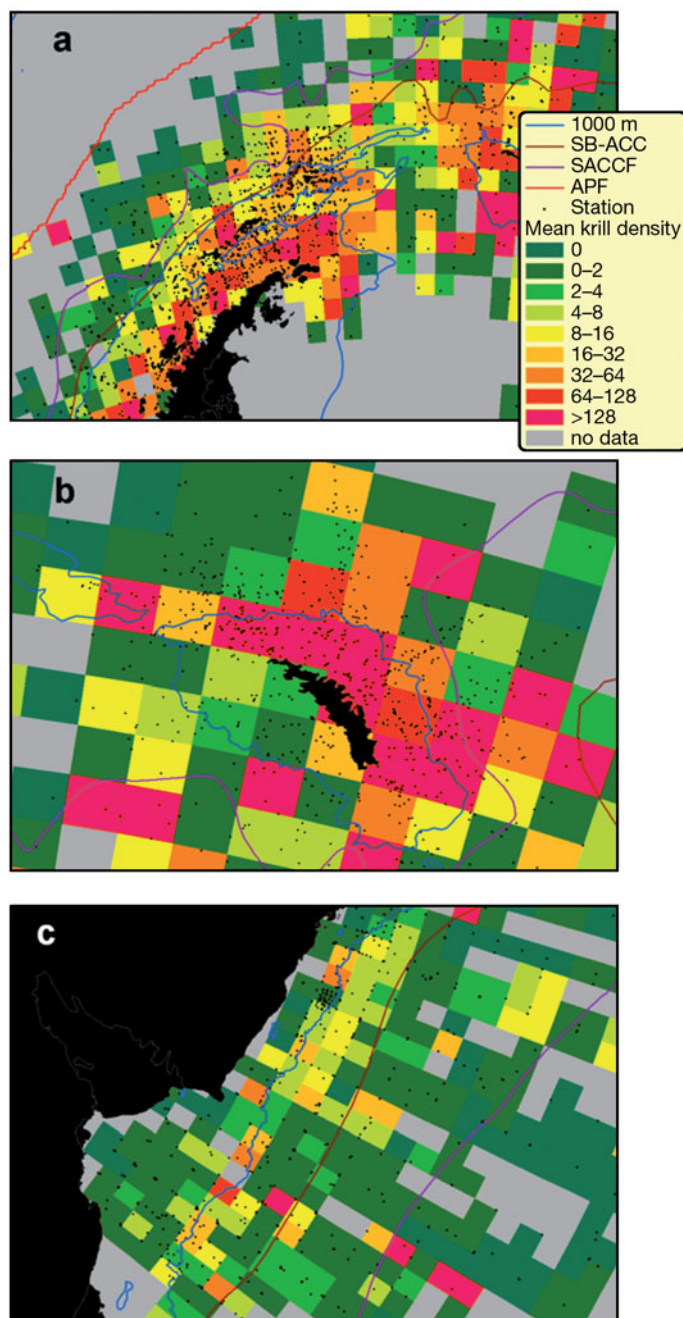 a
1000 m
SB-ACC
SACCF
APF
Station
Mean krill density
0
0–2
2–4
4–8
8–16
16–32
32–64
64–128
>128
no data
b
c